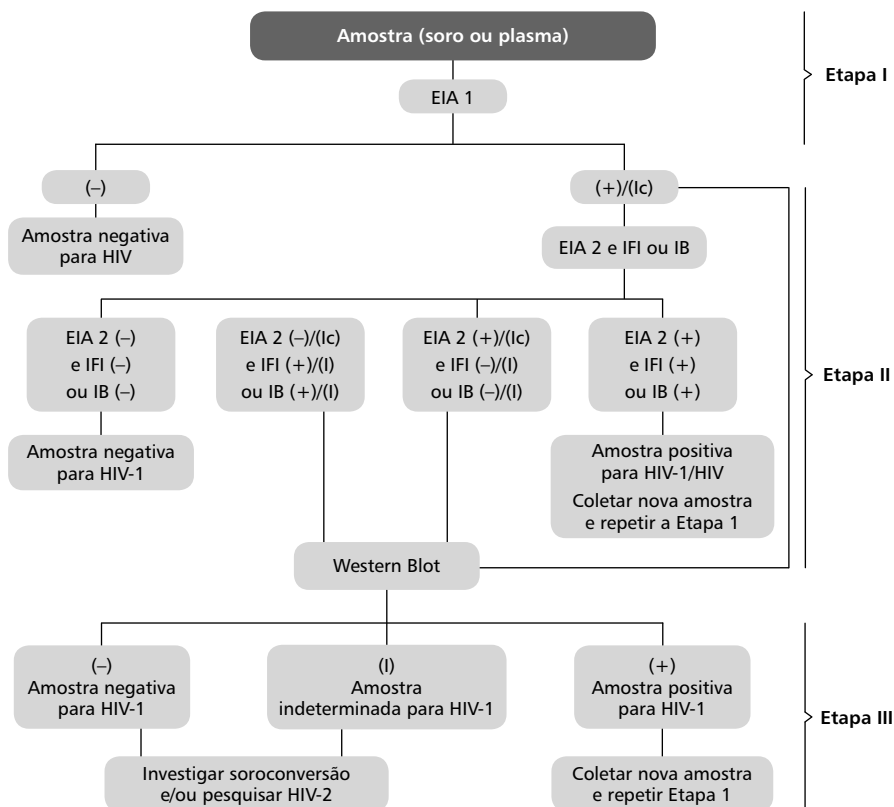 Amostra (soro ou plasma)
Etapa I
EIA 1
(–)
(+)/(Ic)
Amostra negativa
para HIV
EIA 2 e IFI ou IB
EIA 2 (–)
e IFI (–)
ou IB (–)
EIA 2 (–)/(Ic)
e IFI (+)/(I)
ou IB (+)/(I)
EIA 2 (+)/(Ic)
e IFI (–)/(I)
ou IB (–)/(I)
EIA 2 (+)
e IFI (+)
ou IB (+)
Etapa II
Amostra negativa
para HIV-1
Amostra positiva
para HIV-1/HIV
Coletar nova amostra
e repetir a Etapa 1
Western Blot
(–)
Amostra negativa
para HIV-1
(I)
Amostra
indeterminada para HIV-1
(+)
Amostra positiva
para HIV-1
Etapa III
Investigar soroconversão
e/ou pesquisar HIV-2
Coletar nova amostra
e repetir Etapa 1